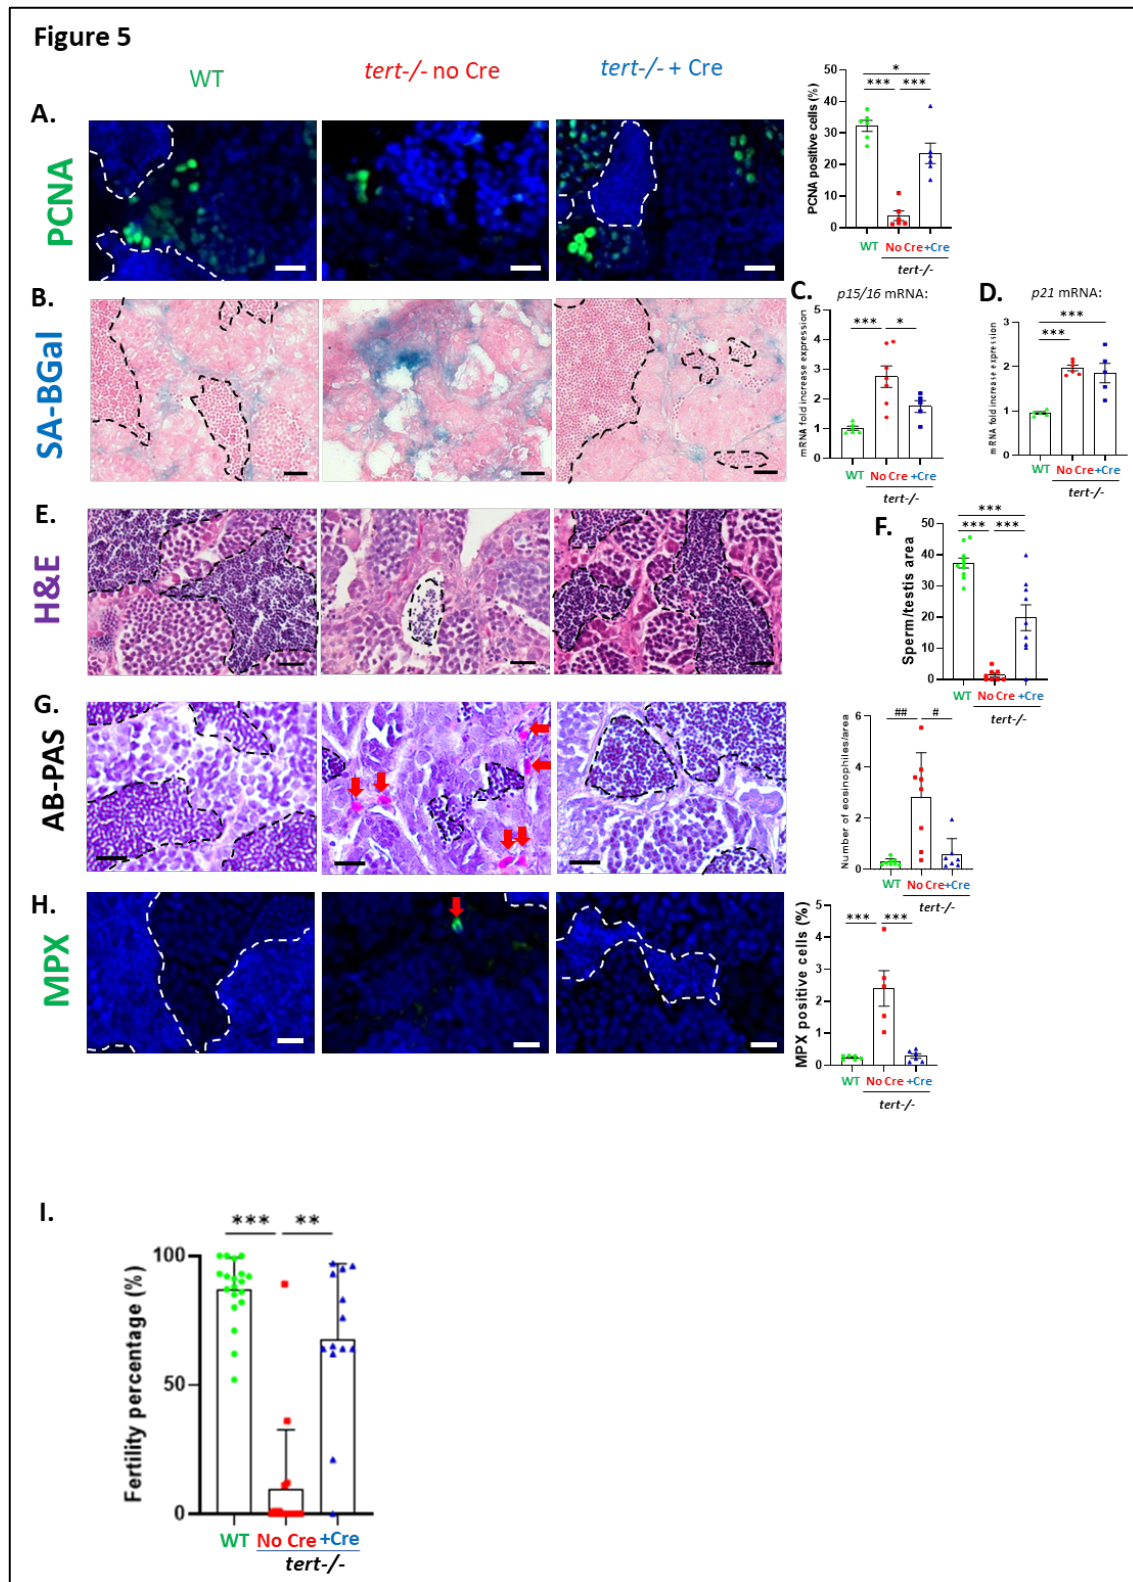 Figure 5
WT
tert-/- no Cre
tert-/- + Cre
A.
PCNA
PCNA positive cells (%)
50
40
30
20
10
0
*
*** ***
WT No Cre +Cre
tert-/-
B.
SA-BGal
C.
p15/16 mRNA:
mRNA fold increase expression
5
4
3
2
1
0
*** *
WT No Cre +Cre
tert-/-
D.
p21 mRNA:
mRNA fold increase expression
3
2
1
0
***
***
WT No Cre +Cre
tert-/-
E.
H&E
F.
Sperm/testis area
50
40
30
20
10
0
***
*** ***
WT No Cre +Cre
tert-/-
G.
AB-PAS
Number of eosinophiles/area
6
4
2
0
## #
WT No Cre +Cre
tert-/-
H.
MPX
MPX positive cells (%)
5
4
3
2
1
0
*** ***
WT No Cre +Cre
tert-/-
I.
Fertility percentage (%)
100
50
0
*** **
WT No Cre +Cre
tert-/-